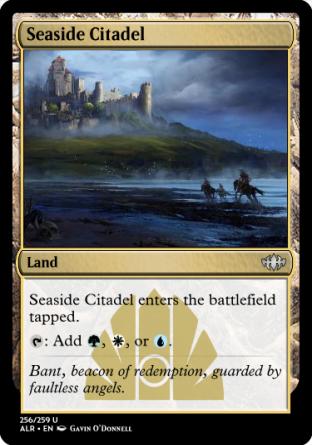 Seaside Citadel
Land
Seaside Citadel enters the battlefield
tapped.
: Add , , or .
Bant, beacon of redemption, guarded by
faultless angels.
256/259 U
ALR • EN Gavin O'Donnell